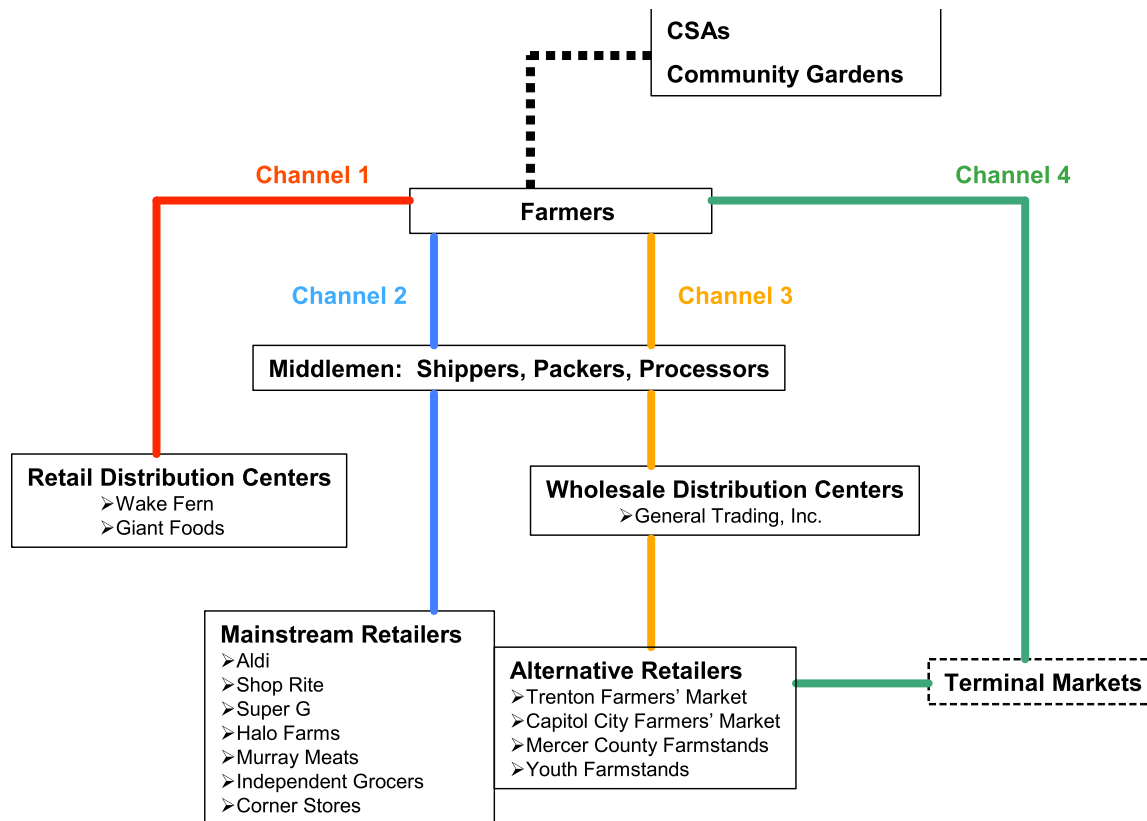 CSAs
Community Gardens
Channel 1
Channel 4
Farmers
Channel 2
Channel 3
Middlemen:  Shippers, Packers, Processors
Retail Distribution Centers
➢Wake Fern
➢Giant Foods
Wholesale Distribution Centers
➢General Trading, Inc.
Mainstream Retailers
➢Aldi
➢Shop Rite
➢Super G
➢Halo Farms
➢Murray Meats
➢Independent Grocers
➢Corner Stores
Alternative Retailers
➢Trenton Farmers’ Market
➢Capitol City Farmers’ Market
➢Mercer County Farmstands
➢Youth Farmstands
Terminal Markets